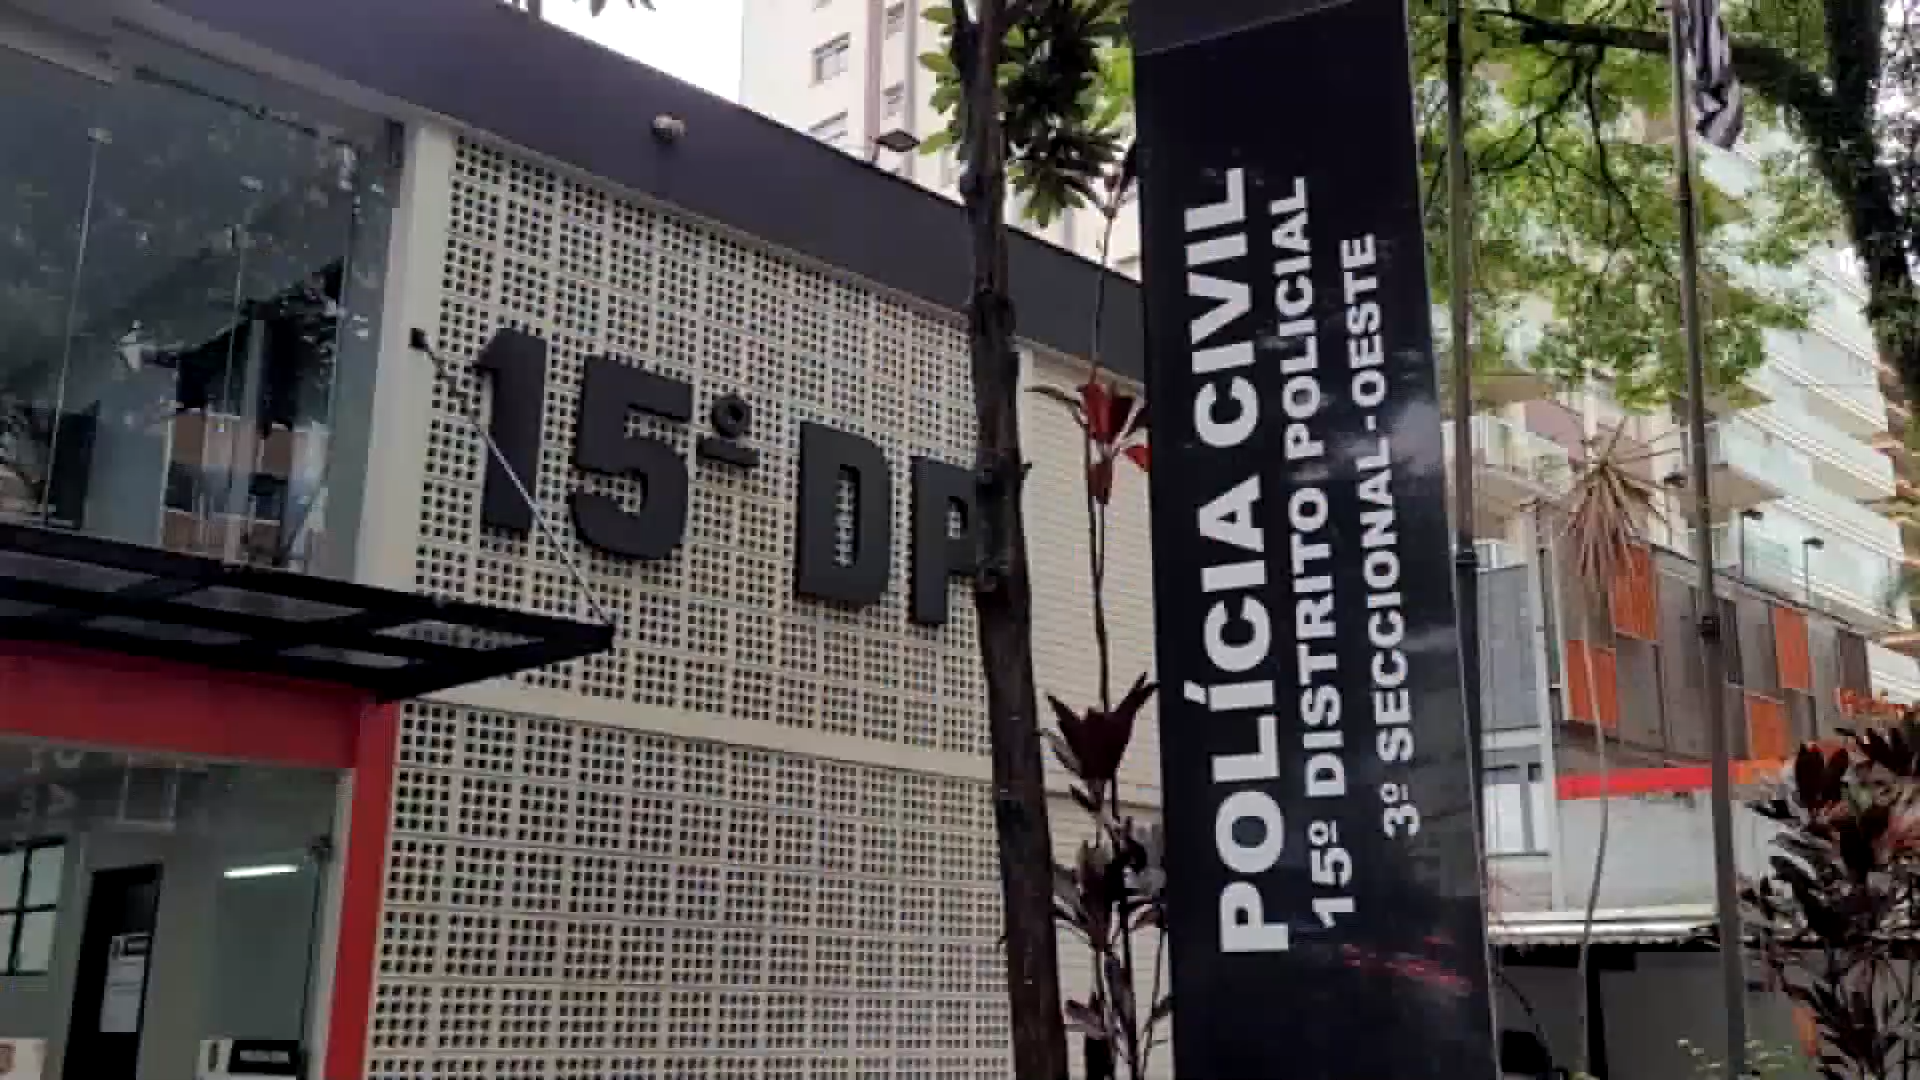 15º DP
POLÍCIA CIVIL
15º DISTRITO POLICIAL
3º SECCIONAL-OESTE